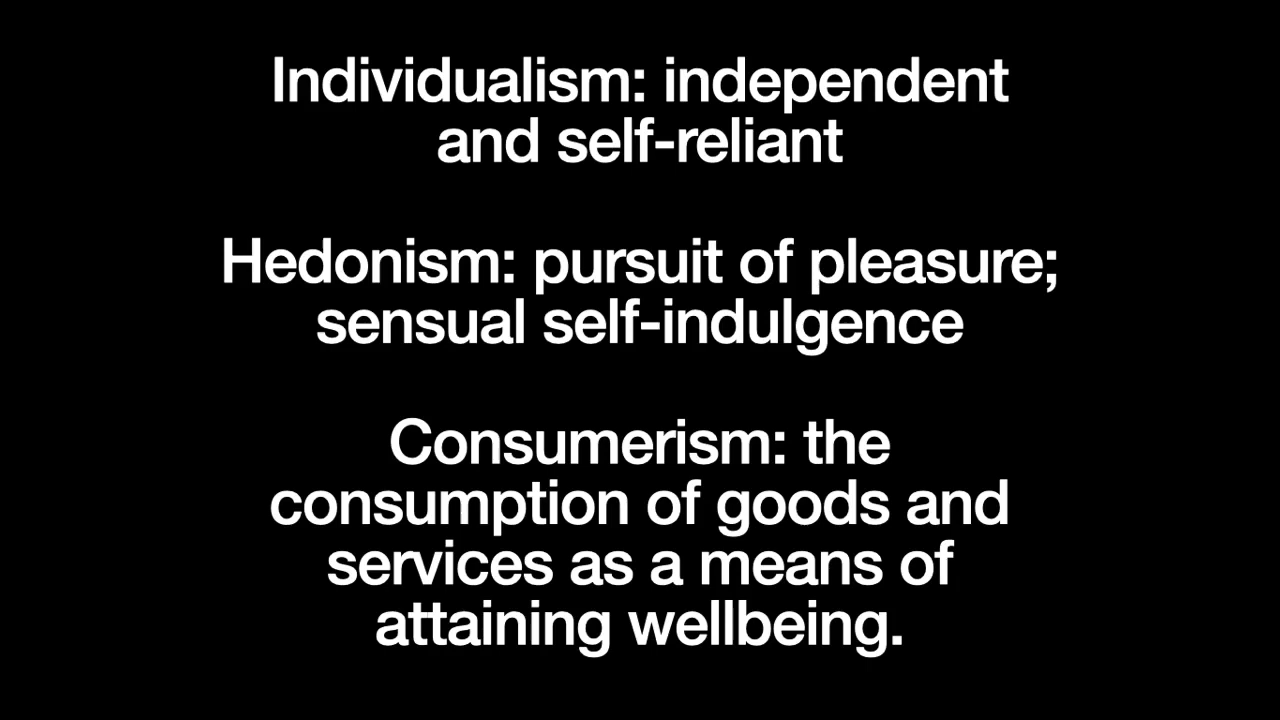 Individualism: independent
and self-reliant
Hedonism: pursuit of pleasure;
sensual self-indulgence
Consumerism: the
consumption of goods and
services as a means of
attaining wellbeing.